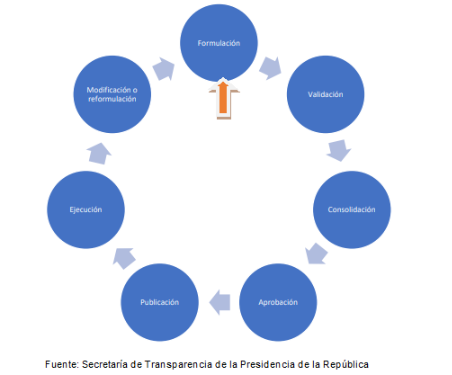 Formulación
Validación
Consolidación
Aprobación
Publicación
Ejecución
Modificación o
reformulación
Fuente: Secretaría de Transparencia de la Presidencia de la República